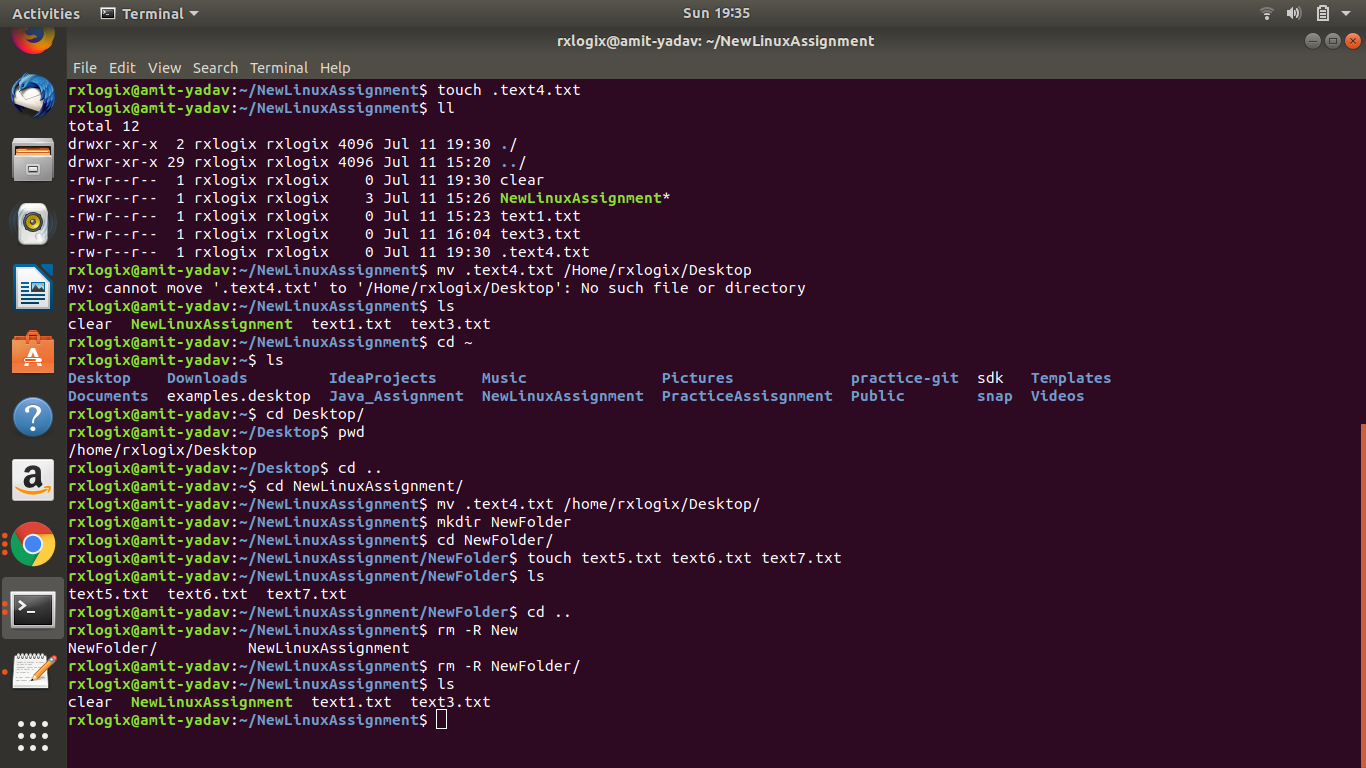 Activities Terminal Sun 19:35
rxlogix@amit-yadav: ~/NewLinuxAssignment
File Edit View Search Terminal Help
rxlogix@amit-yadav:~/NewLinuxAssignment$ touch .text4.txt
rxlogix@amit-yadav:~/NewLinuxAssignment$ ll
total 12
drwxr-xr-x  2 rxlogix rxlogix 4096 Jul 11 19:30 ./
drwxr-xr-x 29 rxlogix rxlogix 4096 Jul 11 15:20 ../
-rw-r--r--  1 rxlogix rxlogix    0 Jul 11 19:30 clear
-rwxr--r--  1 rxlogix rxlogix    3 Jul 11 15:26 NewLinuxAssignment*
-rw-r--r--  1 rxlogix rxlogix    0 Jul 11 15:23 text1.txt
-rw-r--r--  1 rxlogix rxlogix    0 Jul 11 16:04 text3.txt
-rw-r--r--  1 rxlogix rxlogix    0 Jul 11 19:30 .text4.txt
rxlogix@amit-yadav:~/NewLinuxAssignment$ mv .text4.txt /Home/rxlogix/Desktop
mv: cannot move '.text4.txt' to '/Home/rxlogix/Desktop': No such file or directory
rxlogix@amit-yadav:~/NewLinuxAssignment$ ls
clear  NewLinuxAssignment  text1.txt  text3.txt
rxlogix@amit-yadav:~/NewLinuxAssignment$ cd ~
rxlogix@amit-yadav:~$ ls
Desktop    Downloads         IdeaProjects     Music               Pictures             practice-git  sdk   Templates
Documents  examples.desktop  Java_Assignment  NewLinuxAssignment  PracticeAssisgnment  Public        snap  Videos
rxlogix@amit-yadav:~$ cd Desktop/
rxlogix@amit-yadav:~/Desktop$ pwd
/home/rxlogix/Desktop
rxlogix@amit-yadav:~/Desktop$ cd ..
rxlogix@amit-yadav:~$ cd NewLinuxAssignment/
rxlogix@amit-yadav:~/NewLinuxAssignment$ mv .text4.txt /home/rxlogix/Desktop/
rxlogix@amit-yadav:~/NewLinuxAssignment$ mkdir NewFolder
rxlogix@amit-yadav:~/NewLinuxAssignment$ cd NewFolder/
rxlogix@amit-yadav:~/NewLinuxAssignment/NewFolder$ touch text5.txt text6.txt text7.txt
rxlogix@amit-yadav:~/NewLinuxAssignment/NewFolder$ ls
text5.txt  text6.txt  text7.txt
rxlogix@amit-yadav:~/NewLinuxAssignment/NewFolder$ cd ..
rxlogix@amit-yadav:~/NewLinuxAssignment$ rm -R New
NewFolder/          NewLinuxAssignment
rxlogix@amit-yadav:~/NewLinuxAssignment$ rm -R NewFolder/
rxlogix@amit-yadav:~/NewLinuxAssignment$ ls
clear  NewLinuxAssignment  text1.txt  text3.txt
rxlogix@amit-yadav:~/NewLinuxAssignment$